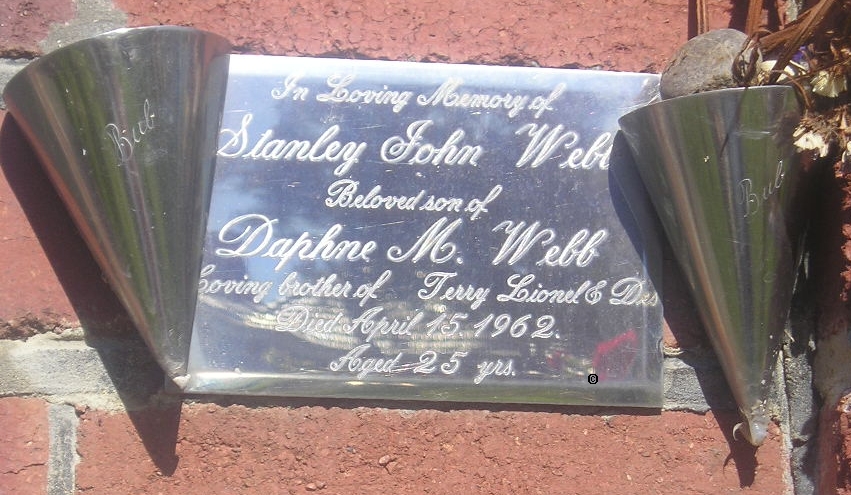 Bub
In Loving Memory of
Stanley John Webb
Beloved son of
Daphne M. Webb
Loving brother of Terry Lionel & Des
Died April 15. 1962.
Aged 25 yrs.
©
Bub